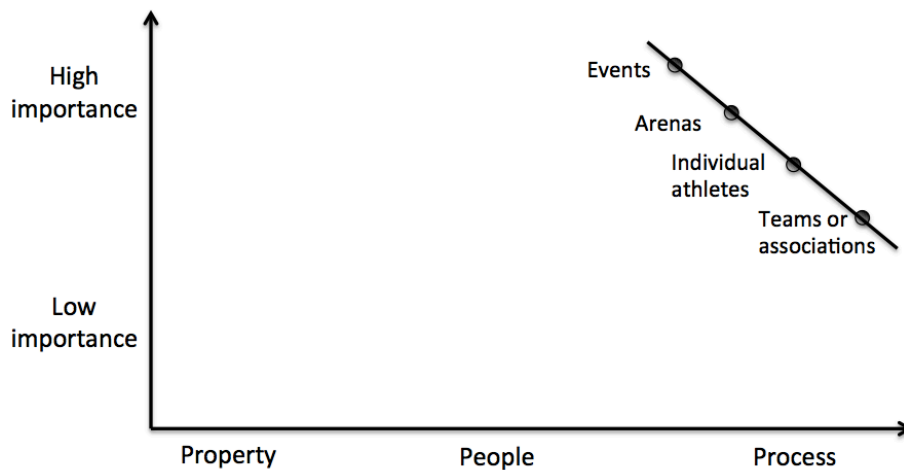 High
importance
Events
Arenas
Individual
athletes
Teams or
associations
Low
importance
Property
People
Process